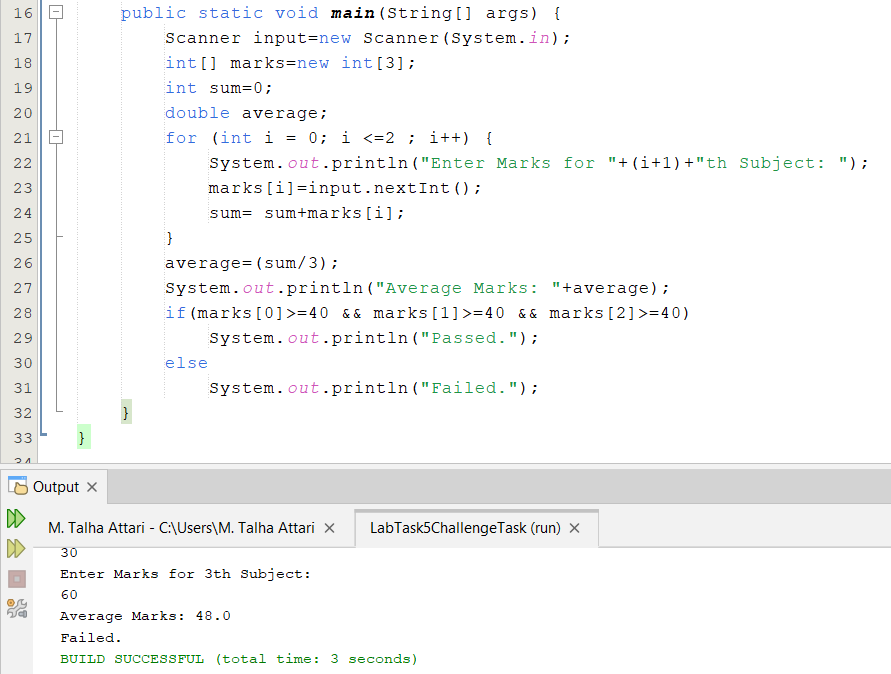 16 public static void main(String[] args) {
17 Scanner input=new Scanner(System.in);
18 int[] marks=new int[3];
19 int sum=0;
20 double average;
21 for (int i = 0; i <=2 ; i++) {
22 System.out.println("Enter Marks for "+(i+1)+"th Subject: ");
23 marks[i]=input.nextInt();
24 sum= sum+marks[i];
25 }
26 average=(sum/3);
27 System.out.println("Average Marks: "+average);
28 if(marks[0]>=40 && marks[1]>=40 && marks[2]>=40)
29 System.out.println("Passed.");
30 else
31 System.out.println("Failed.");
32 }
33 }
34
Output
M. Talha Attari - C:\Users\M. Talha Attari LabTask5ChallengeTask (run)
30
Enter Marks for 3th Subject:
60
Average Marks: 48.0
Failed.
BUILD SUCCESSFUL (total time: 3 seconds)